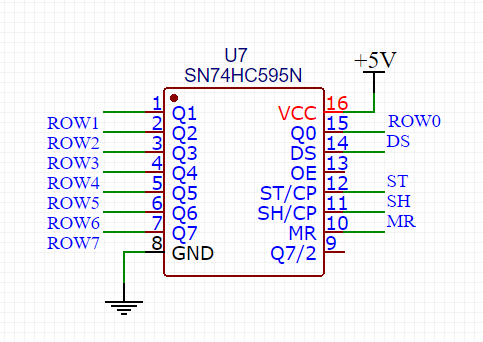 U7
SN74HC595N
+5V
1 Q1 VCC 16
ROW1 2 Q2 Q0 15 ROW0
ROW2 3 Q3 DS 14 DS
ROW3 4 Q4 OE 13
ROW4 5 Q5 ST/CP 12 ST
ROW5 6 Q6 SH/CP 11 SH
ROW6 7 Q7 MR 10 MR
ROW7 8 GND Q7/2 9